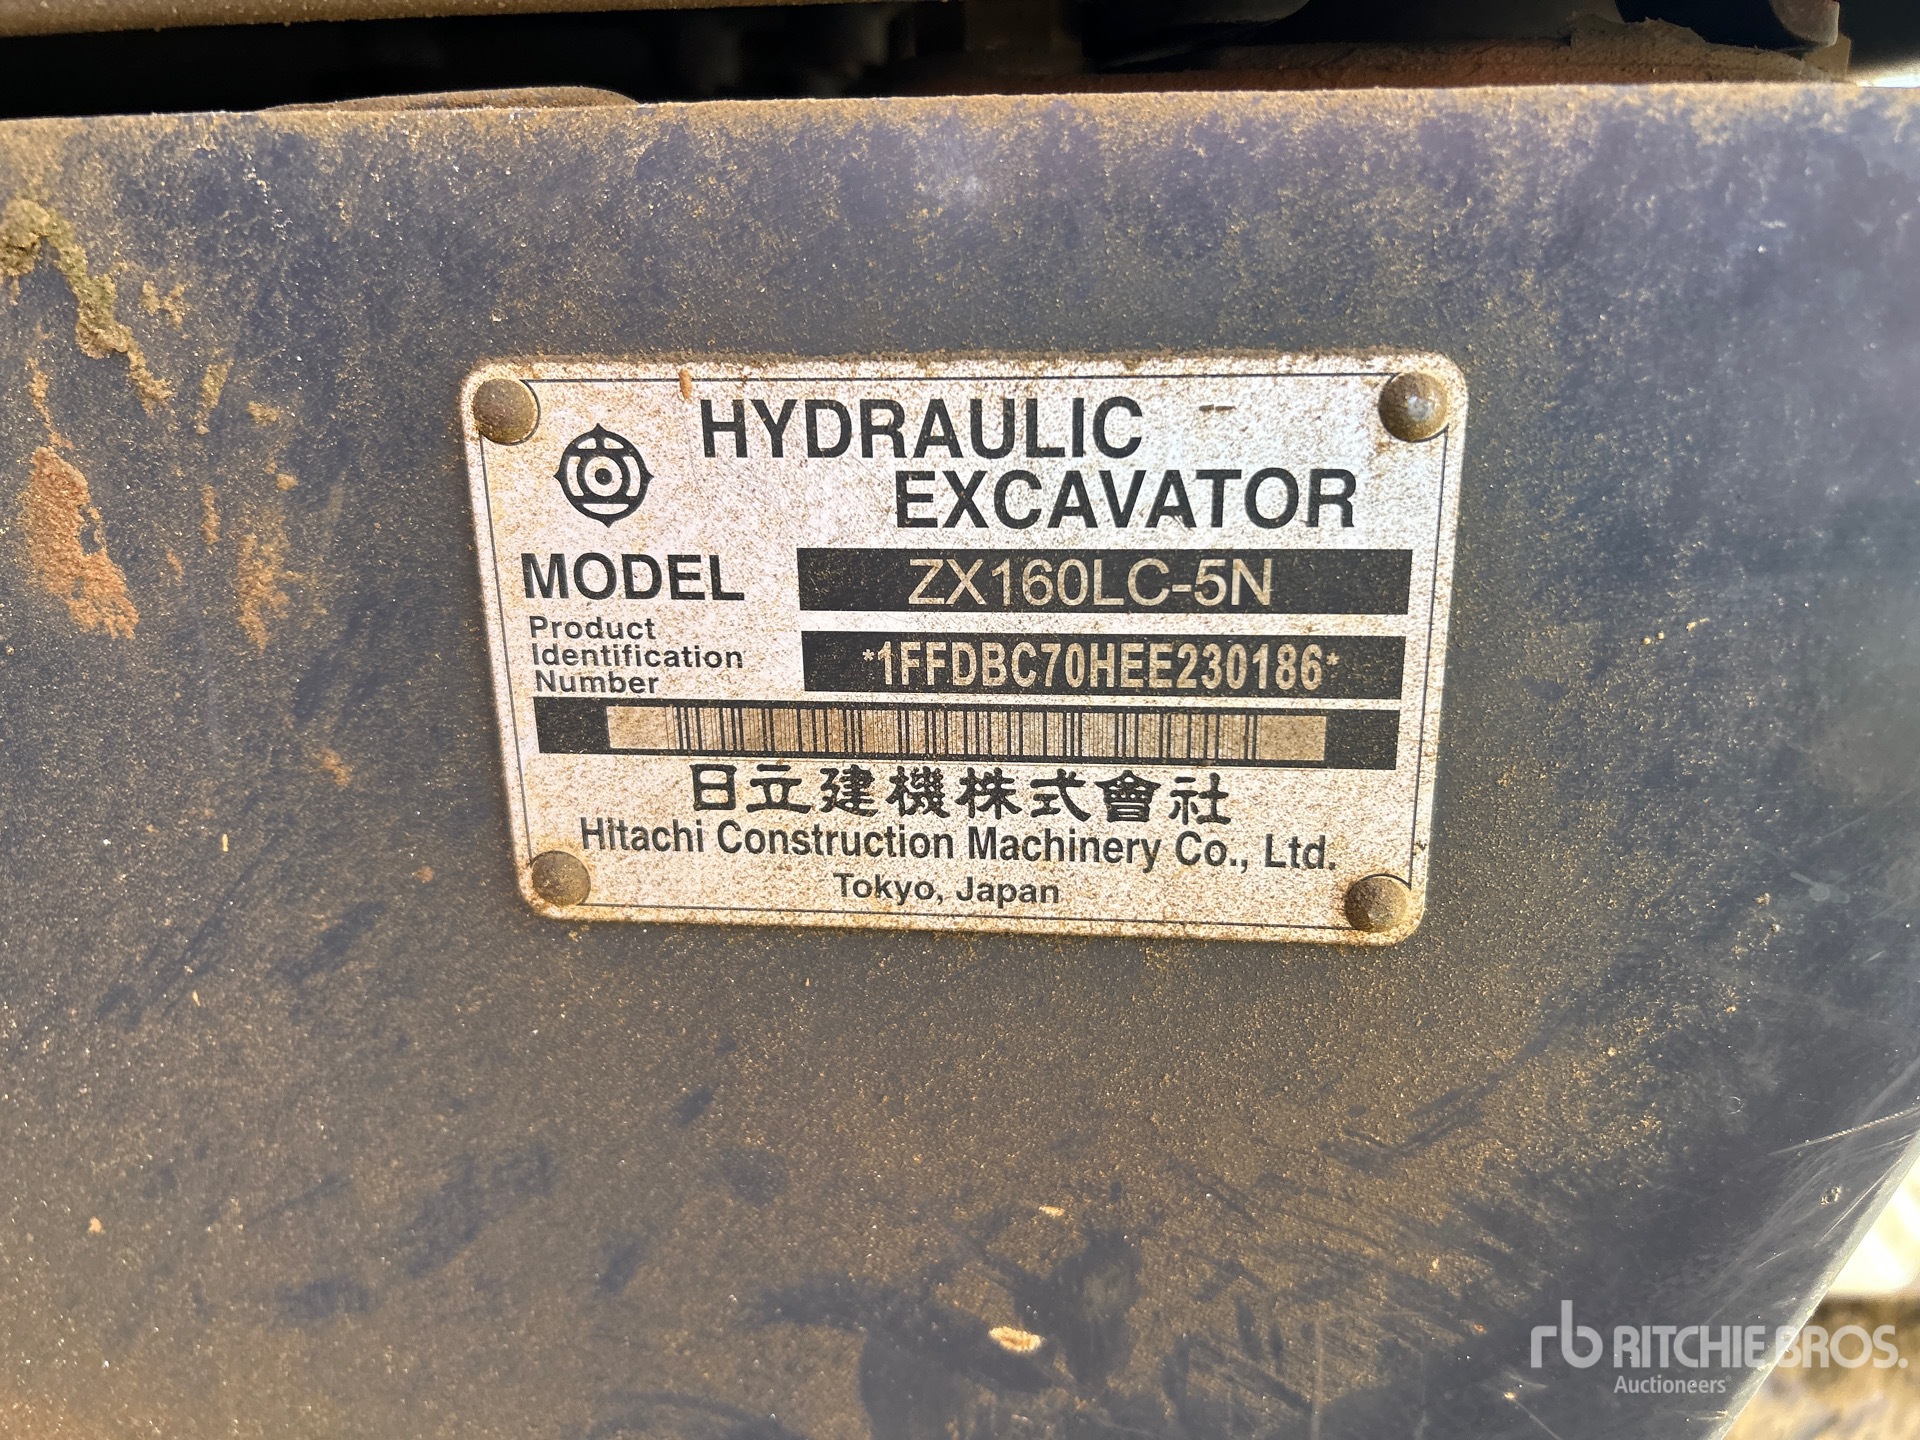 HYDRAULIC
EXCAVATOR
MODEL ZX160LC-5N
Product
Identification
Number
*1FFDBC70HEE230186*
日立建機株式會社
Hitachi Construction Machinery Co., Ltd.
Tokyo, Japan
rb RITCHIE BROS.
Auctioneers